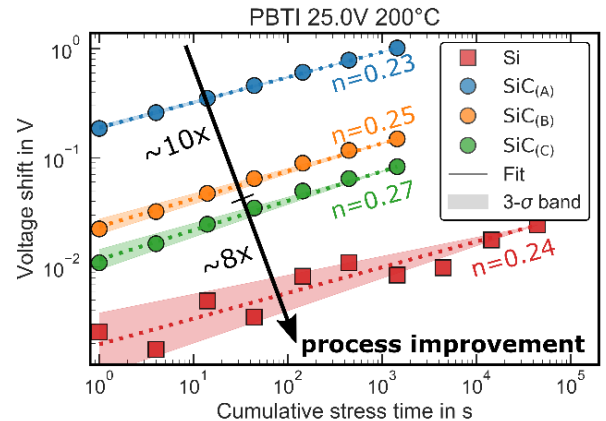 PBTI 25.0V 200°C
Voltage shift in V
10⁰
10⁻¹
10⁻²
n=0.23
n=0.25
n=0.27
n=0.24
~10x
~8x
process improvement
Si
SiC(A)
SiC(B)
SiC(C)
Fit
3-σ band
10⁰
10¹
10²
10³
10⁴
10⁵
Cumulative stress time in s